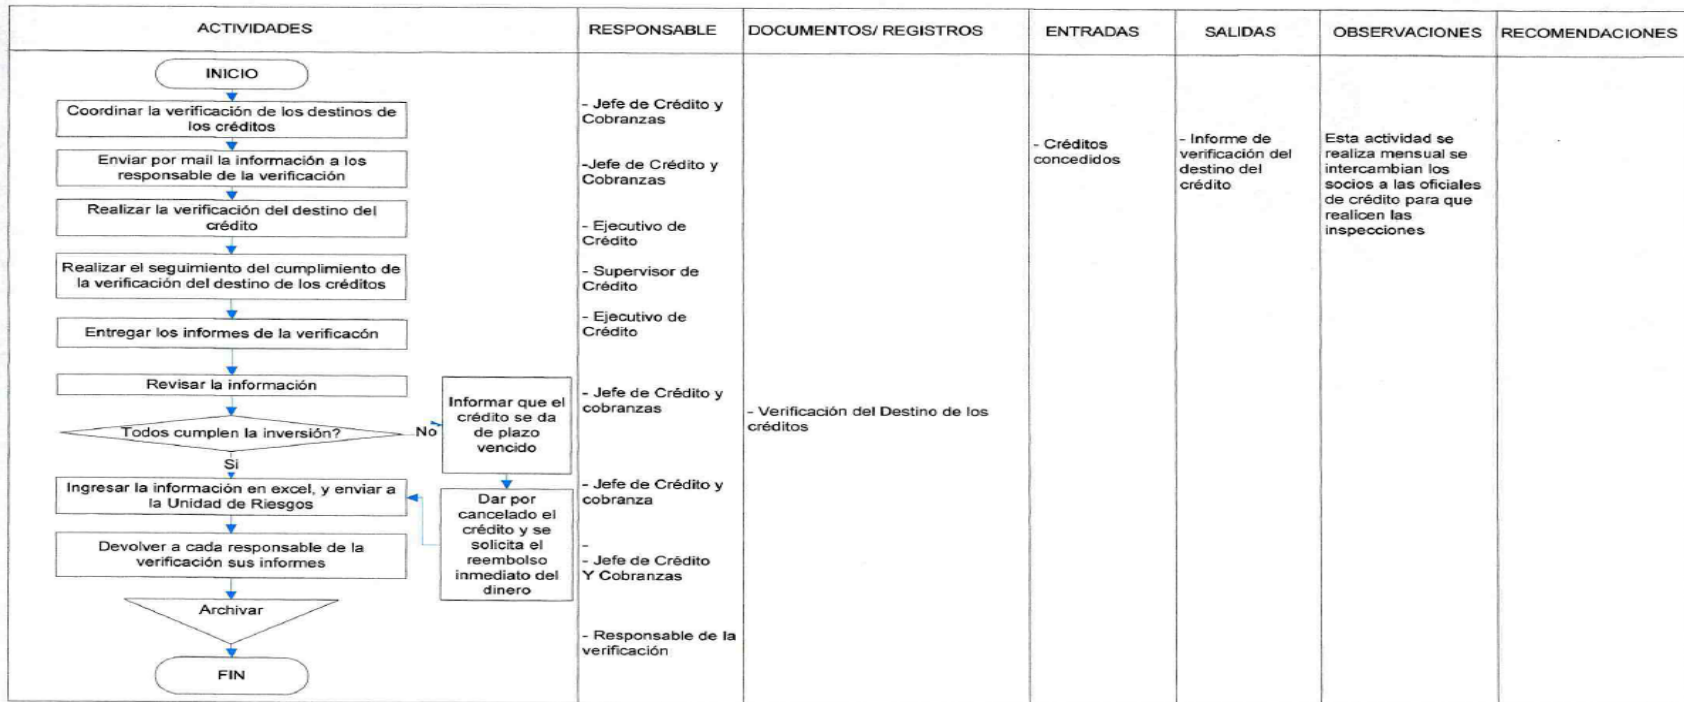 ACTIVIDADES
RESPONSABLE
DOCUMENTOS/ REGISTROS
ENTRADAS
SALIDAS
OBSERVACIONES
RECOMENDACIONES
INICIO
Coordinar la verificación de los destinos de
los créditos
Enviar por mail la información a los
responsable de la verificación
Realizar la verificación del destino del
crédito
Realizar el seguimiento del cumplimiento de
la verificación del destino de los créditos
Entregar los informes de la verificacón
Revisar la información
Todos cumplen la inversión?
No
Si
Informar que el
crédito se da
de plazo
vencido
Dar por
cancelado el
crédito y se
solicita el
reembolso
inmediato del
dinero
Ingresar la información en excel, y enviar a
la Unidad de Riesgos
Devolver a cada responsable de la
verificación sus informes
Archivar
FIN
- Jefe de Crédito y
Cobranzas
-Jefe de Crédito y
Cobranzas
- Ejecutivo de
Crédito
- Supervisor de
Crédito
- Ejecutivo de
Crédito
- Jefe de Crédito y
cobranzas
- Jefe de Crédito y
cobranza
-
- Jefe de Crédito
Y Cobranzas
- Responsable de la
verificación
- Verificación del Destino de los
créditos
- Créditos
concedidos
- Informe de
verificación del
destino del
crédito
Esta actividad se
realiza mensual se
intercambian los
socios a las oficiales
de crédito para que
realicen las
inspecciones